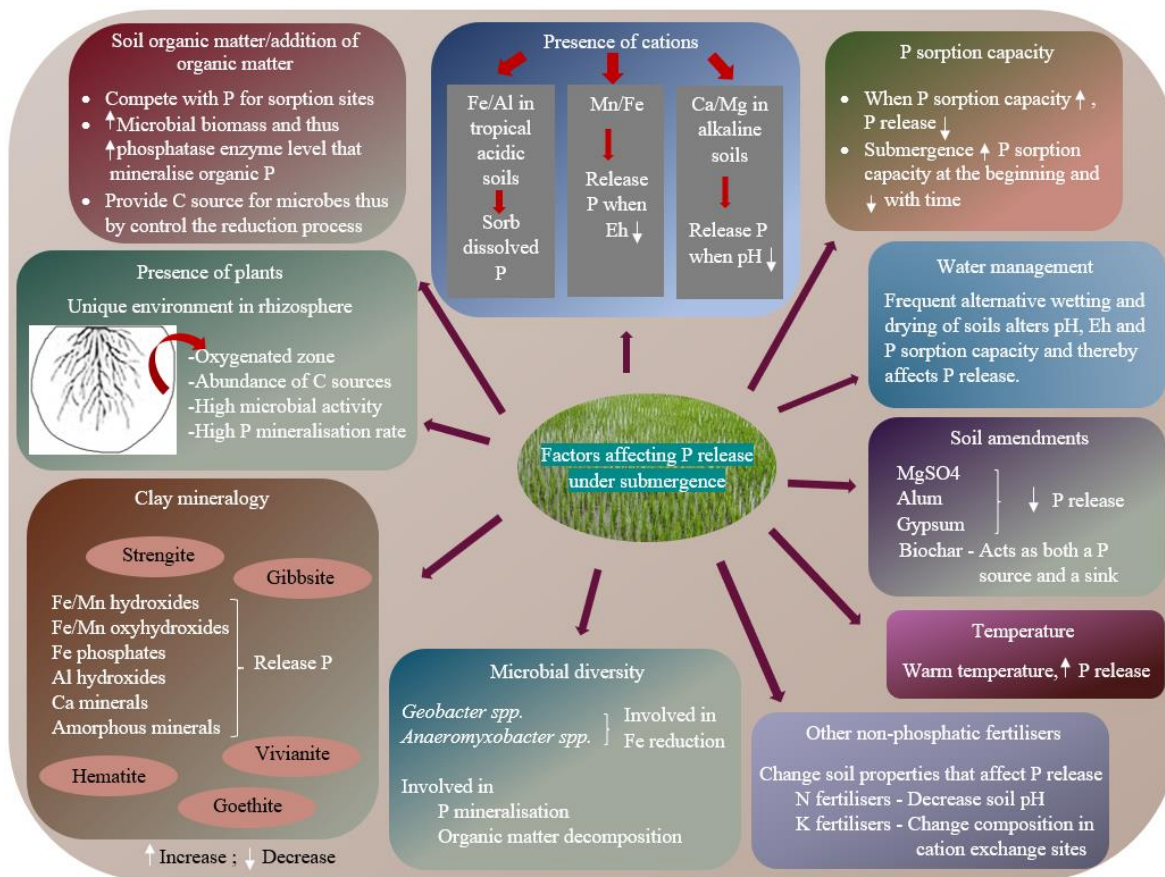 Soil organic matter/addition of
organic matter
• Compete with P for sorption sites
• ↑Microbial biomass and thus
↑phosphatase enzyme level that
mineralise organic P
• Provide C source for microbes thus
by control the reduction process
Presence of cations
Fe/Al in
tropical
acidic
soils
Sorb
dissolved
P
Mn/Fe
Release
P when
Eh ↓
Ca/Mg in
alkaline
soils
Release P
when pH ↓
P sorption capacity
• When P sorption capacity ↑ ,
P release ↓
• Submergence ↑ P sorption
capacity at the beginning and
↓ with time
Presence of plants
Unique environment in rhizosphere
-Oxygenated zone
-Abundance of C sources
-High microbial activity
-High P mineralisation rate
Water management
Frequent alternative wetting and
drying of soils alters pH, Eh and
P sorption capacity and thereby
affects P release.
Factors affecting P release
under submergence
Soil amendments
MgSO4
Alum
Gypsum
↓ P release
Biochar - Acts as both a P
source and a sink
Clay mineralogy
Strengite
Gibbsite
Fe/Mn hydroxides
Fe/Mn oxyhydroxides
Fe phosphates
Al hydroxides
Ca minerals
Amorphous minerals
Release P
Vivianite
Hematite
Goethite
Microbial diversity
Geobacter spp.
Anaeromyxobacter spp.
Involved in
Fe reduction
Involved in
P mineralisation
Organic matter decomposition
Temperature
Warm temperature, ↑ P release
Other non-phosphatic fertilisers
Change soil properties that affect P release
N fertilisers - Decrease soil pH
K fertilisers - Change composition in
cation exchange sites
↑ Increase ; ↓ Decrease